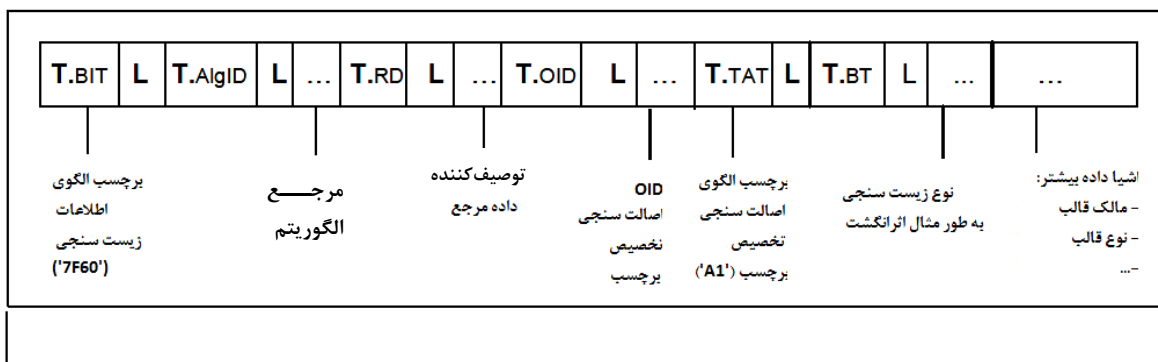 T.BIT L T.AlgID L ... T.RD L ... T.OID L ... T.TAT L T.BT L ... ...
برچسب الگوی
اطلاعات
زیست سنجی
('7F60')
مرجــــع
الگوریتم
توصیف‌کننده
داده مرجع
OID
اصالت سنجی
تخصیص
برچسب
برچسب الگوی
اصالت سنجی
تخصیص
برچسب ('A1')
نوع زیست سنجی
به طور مثال اثرانگشت
اشیا داده بیشتر:
- مالک قالب
- نوع قالب
-...